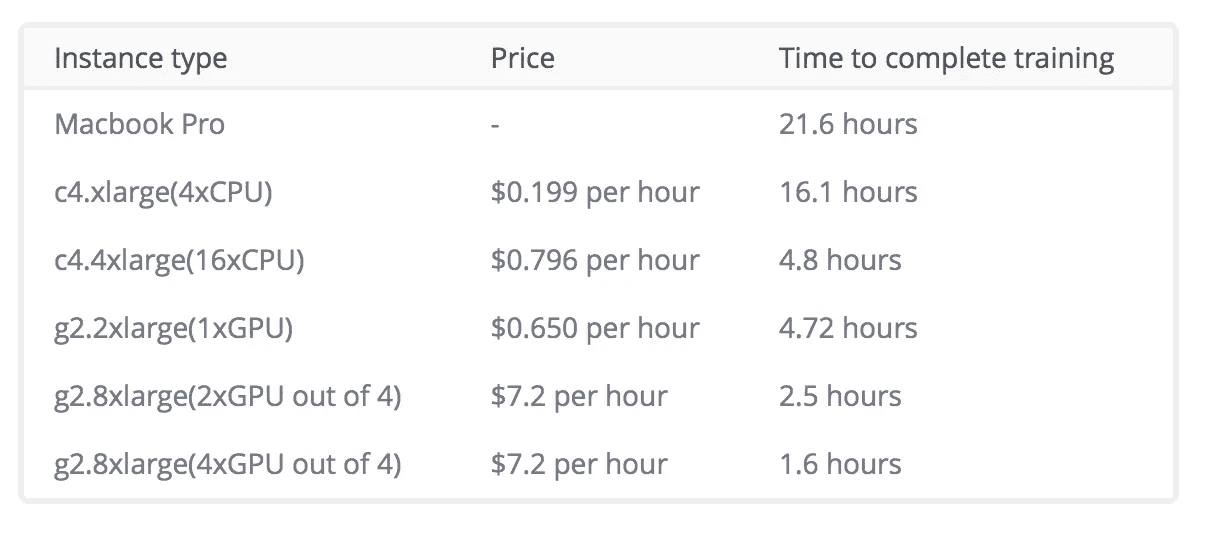 Instance type Price Time to complete training
Macbook Pro - 21.6 hours
c4.xlarge(4xCPU) $0.199 per hour 16.1 hours
c4.4xlarge(16xCPU) $0.796 per hour 4.8 hours
g2.2xlarge(1xGPU) $0.650 per hour 4.72 hours
g2.8xlarge(2xGPU out of 4) $7.2 per hour 2.5 hours
g2.8xlarge(4xGPU out of 4) $7.2 per hour 1.6 hours